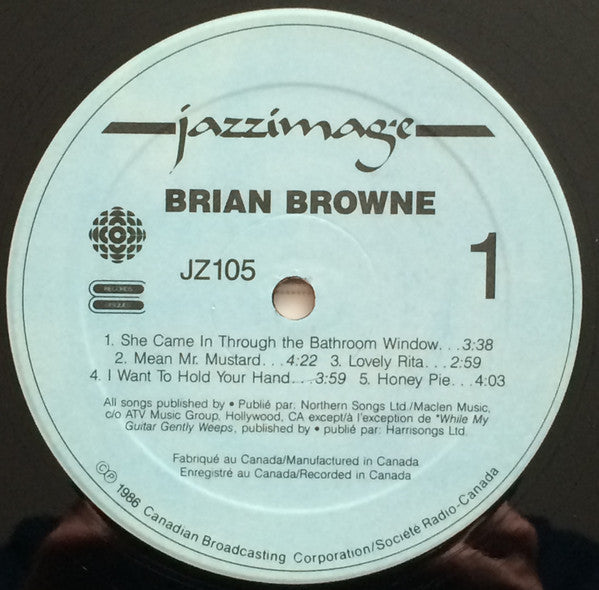 jazzimage
BRIAN BROWNE
1
JZ105
RECORDS
DISQUES
1. She Came In Through the Bathroom Window. . .3:38
2. Mean Mr. Mustard. . .4:22 3. Lovely Rita. . .2:59
4. I Want To Hold Your Hand. . .3:59 5. Honey Pie. . .4:03
All songs published by • Publié par: Northern Songs Ltd./Maclen Music,
c/o ATV Music Group, Hollywood, CA except/à l'exception de "While My
Guitar Gently Weeps, published by • publié par: Harrisongs Ltd.
Fabriqué au Canada/Manufactured in Canada
Enregistré au Canada/Recorded in Canada
©℗ 1986 Canadian Broadcasting Corporation/Société Radio-Canada